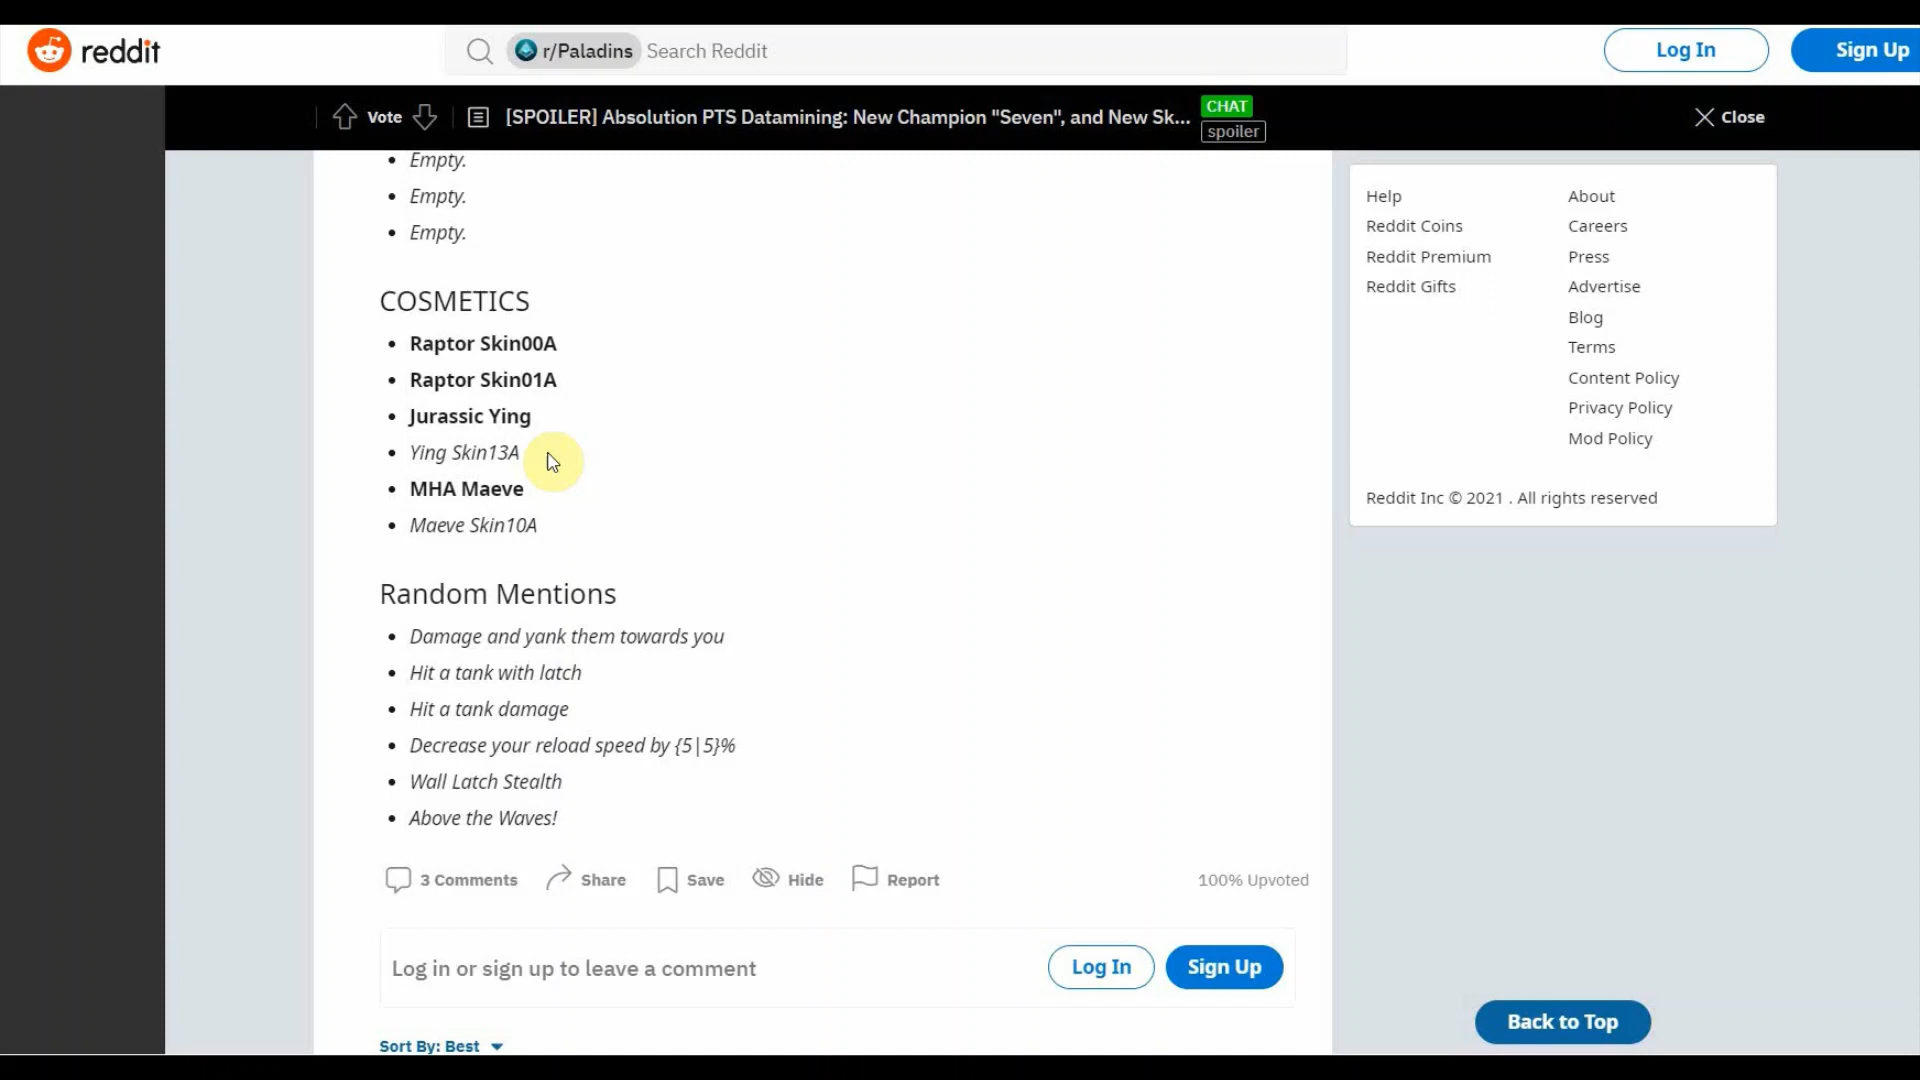 reddit
r/Paladins Search Reddit
Log In
Sign Up
Vote
[SPOILER] Absolution PTS Datamining: New Champion "Seven", and New Sk...
CHAT
spoiler
Close
• Empty.
• Empty.
• Empty.
COSMETICS
• Raptor Skin00A
• Raptor Skin01A
• Jurassic Ying
• Ying Skin13A
• MHA Maeve
• Maeve Skin10A
Random Mentions
• Damage and yank them towards you
• Hit a tank with latch
• Hit a tank damage
• Decrease your reload speed by {5|5}%
• Wall Latch Stealth
• Above the Waves!
3 Comments Share Save Hide Report 100% Upvoted
Log in or sign up to leave a comment
Log In
Sign Up
Sort By: Best
Help
Reddit Coins
Reddit Premium
Reddit Gifts
About
Careers
Press
Advertise
Blog
Terms
Content Policy
Privacy Policy
Mod Policy
Reddit Inc © 2021 . All rights reserved
Back to Top